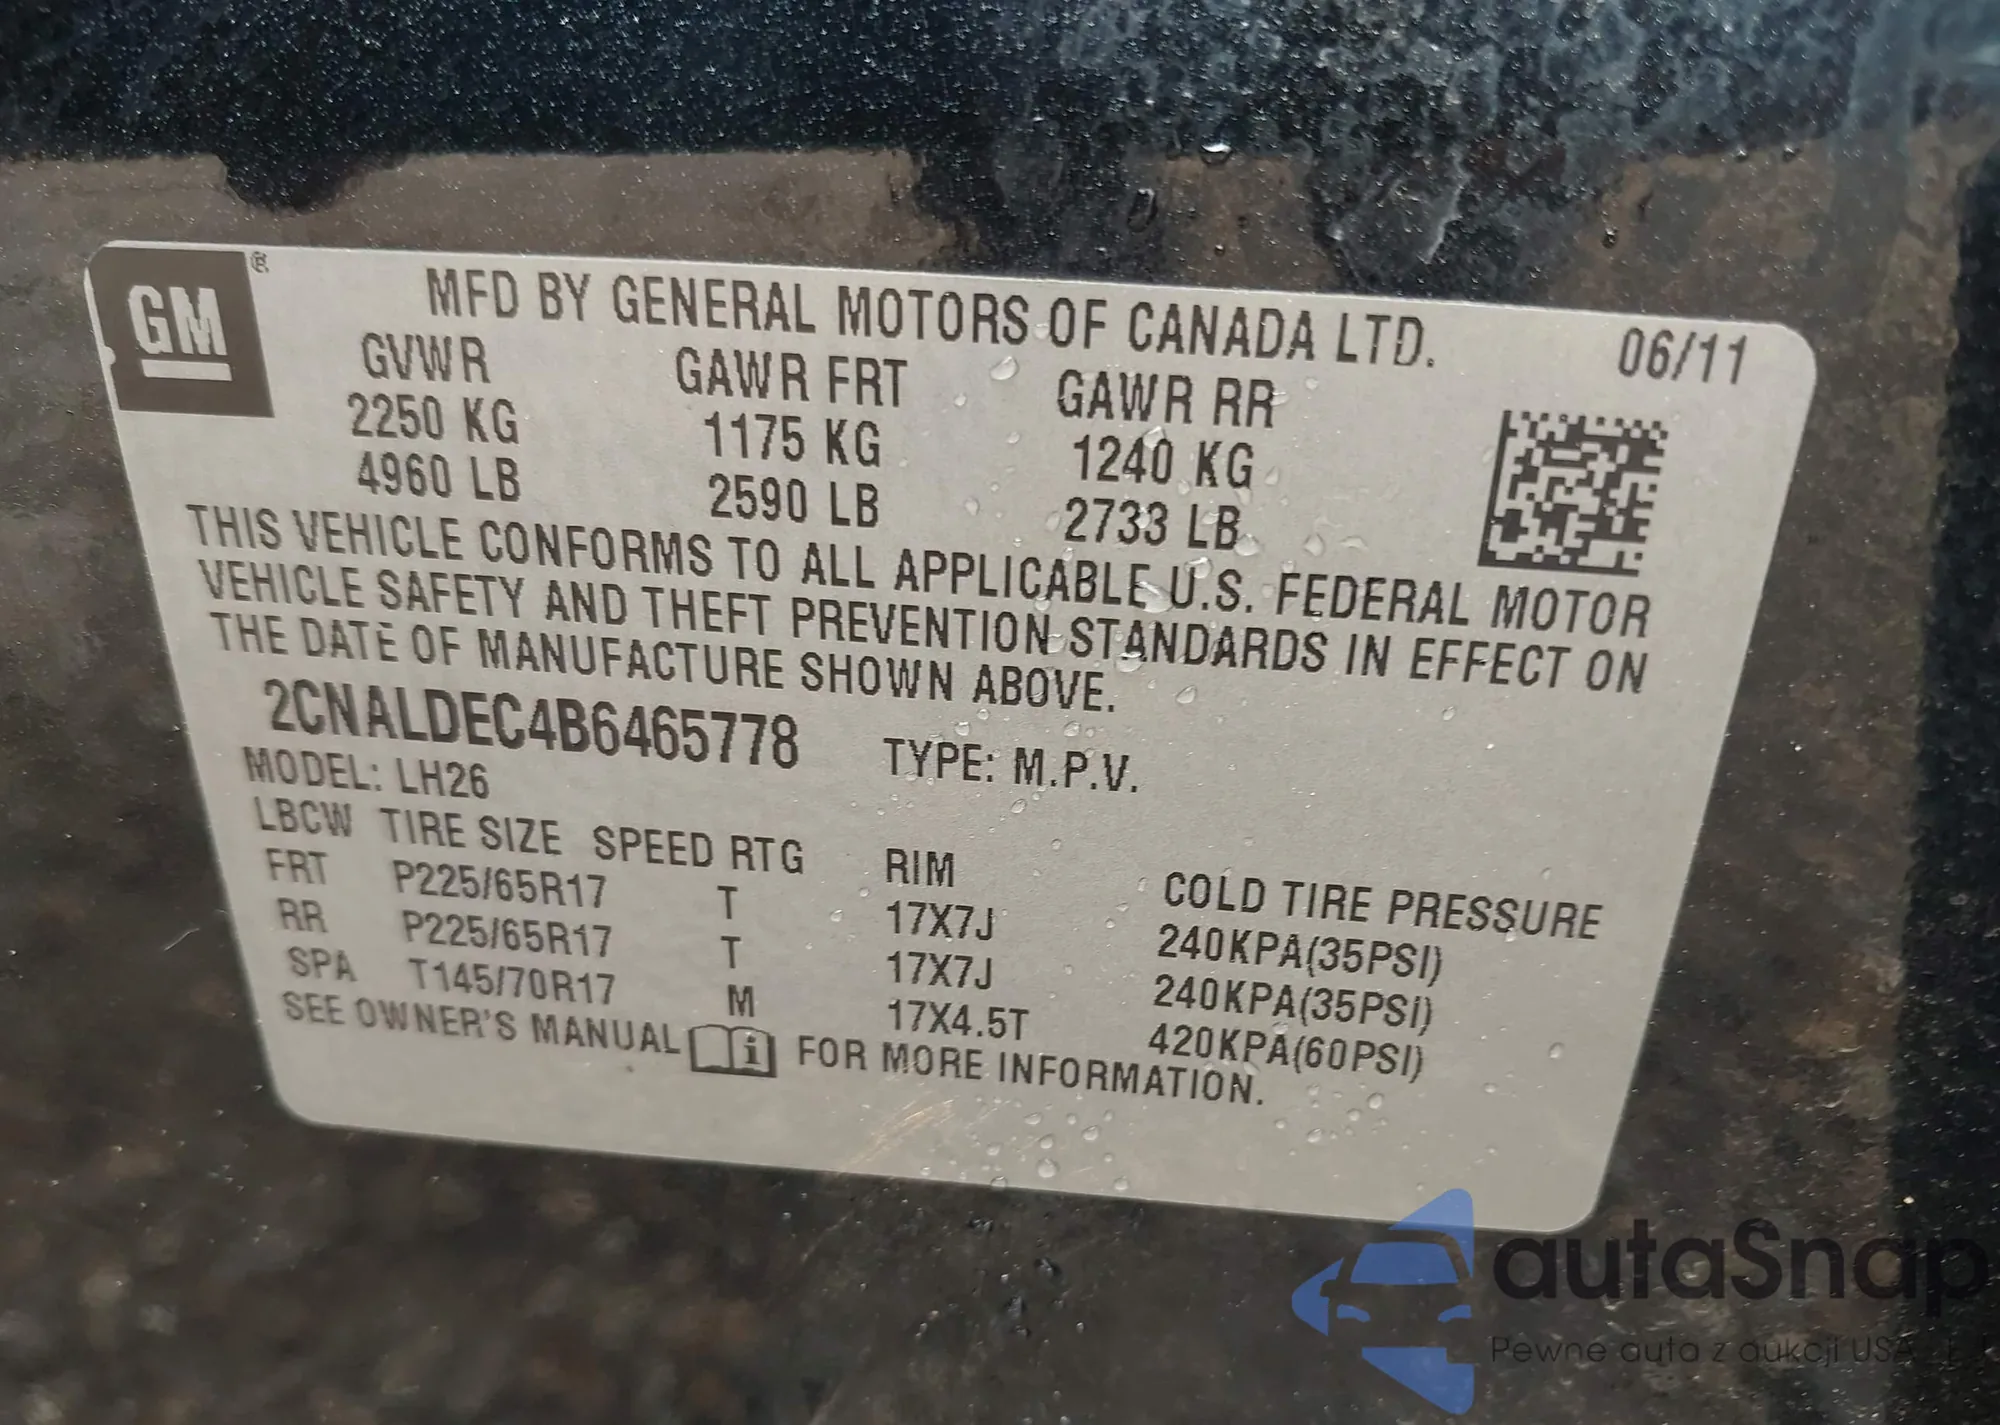 GM ®
MFD BY GENERAL MOTORS OF CANADA LTD. 06/11
GVWR GAWR FRT GAWR RR
2250 KG 1175 KG 1240 KG
4960 LB 2590 LB 2733 LB
THIS VEHICLE CONFORMS TO ALL APPLICABLE U.S. FEDERAL MOTOR
VEHICLE SAFETY AND THEFT PREVENTION STANDARDS IN EFFECT ON
THE DATE OF MANUFACTURE SHOWN ABOVE.
2CNALDEC4B6465778 TYPE: M.P.V.
MODEL: LH26
LBCW TIRE SIZE SPEED RTG RIM COLD TIRE PRESSURE
FRT P225/65R17 T 17X7J 240KPA(35PSI)
RR P225/65R17 T 17X7J 240KPA(35PSI)
SPA T145/70R17 M 17X4.5T 420KPA(60PSI)
SEE OWNER'S MANUAL i FOR MORE INFORMATION.
autaSnap
Pewne auta z aukcji USA